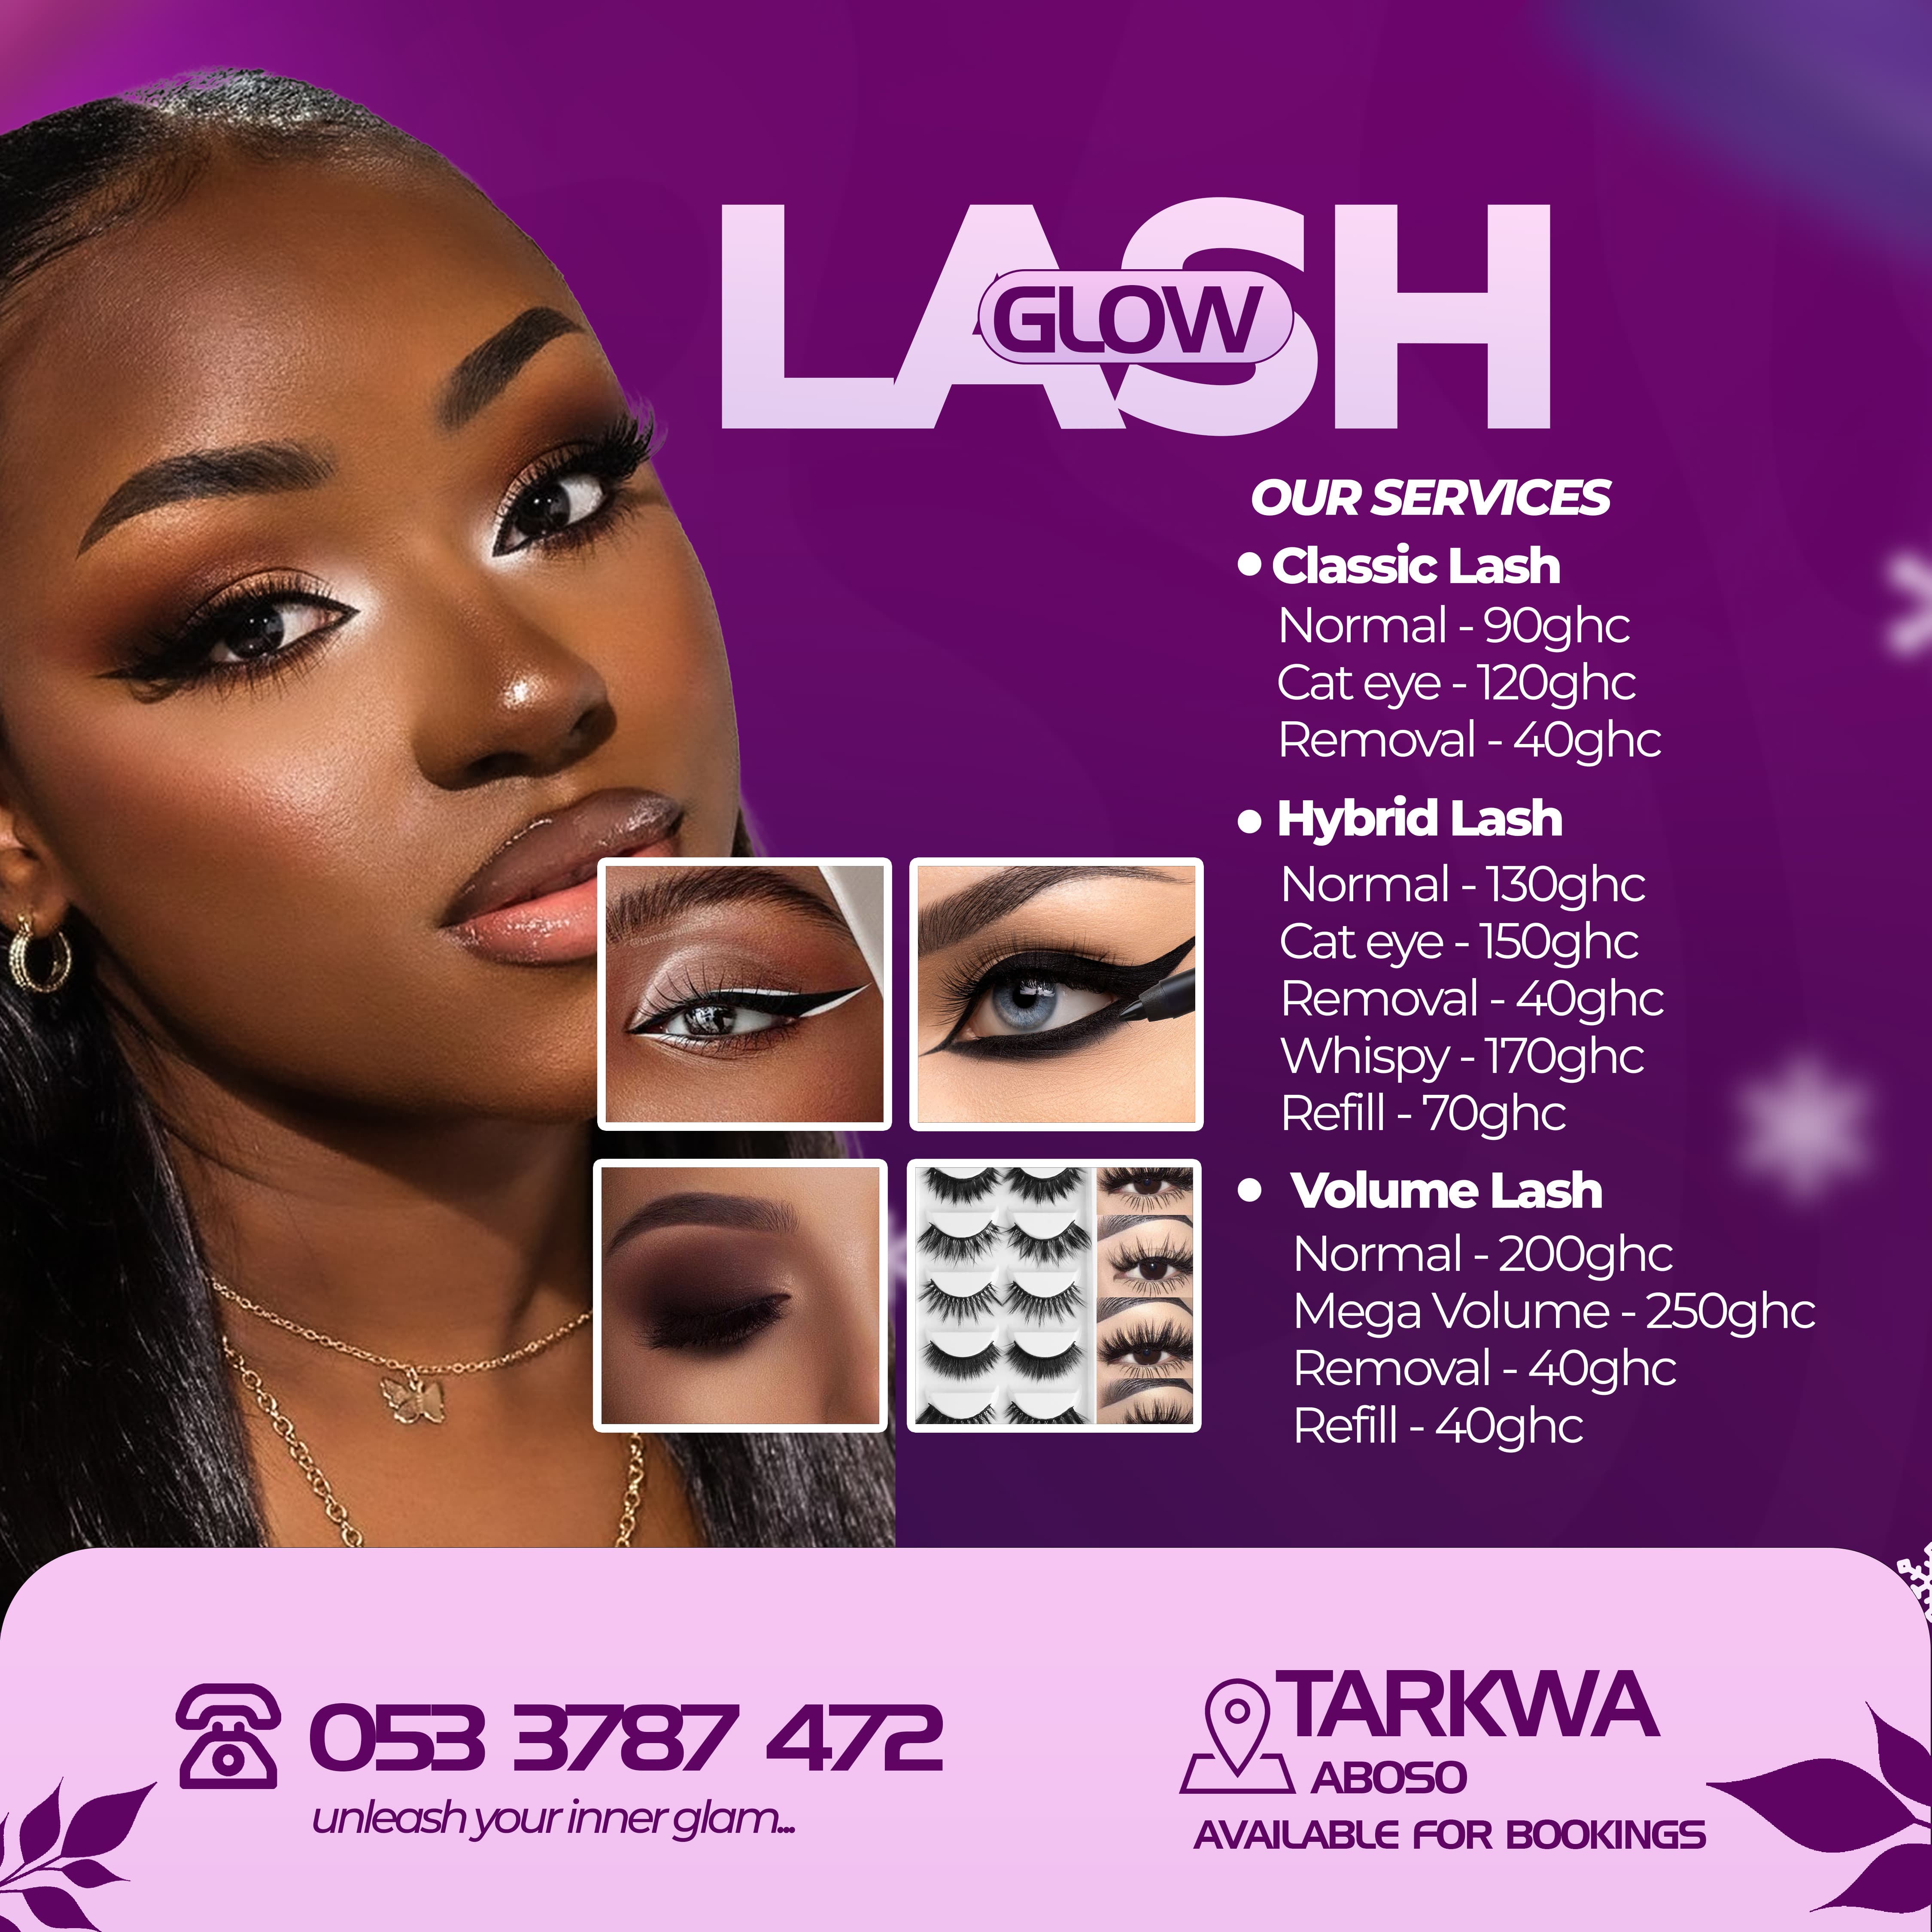 LASH
GLOW
OUR SERVICES
• Classic Lash
Normal - 90ghc
Cat eye - 120ghc
Removal - 40ghc
• Hybrid Lash
Normal - 130ghc
Cat eye - 150ghc
Removal - 40ghc
Whispy - 170ghc
Refill - 70ghc
• Volume Lash
Normal - 200ghc
Mega Volume - 250ghc
Removal - 40ghc
Refill - 40ghc
053 3787 472
unleash your inner glam...
TARKWA
ABOSO
AVAILABLE FOR BOOKINGS